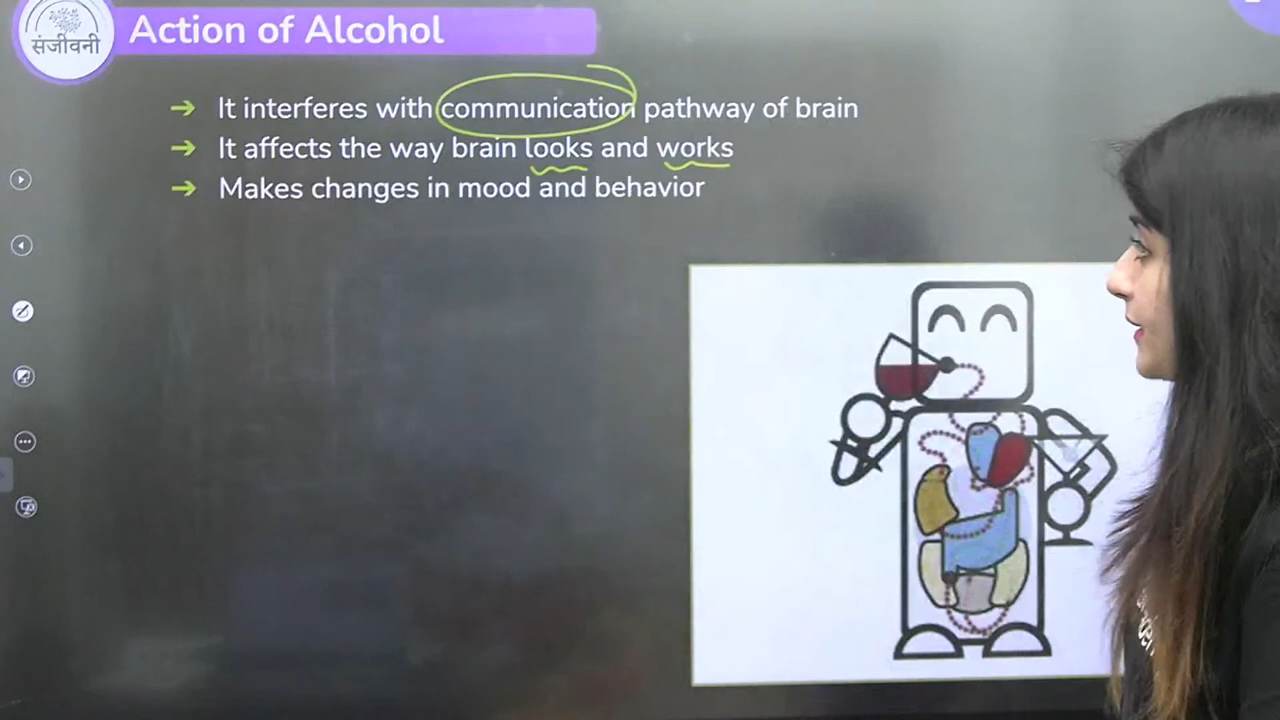 संजीवनी
Action of Alcohol
→ It interferes with communication pathway of brain
→ It affects the way brain looks and works
→ Makes changes in mood and behavior